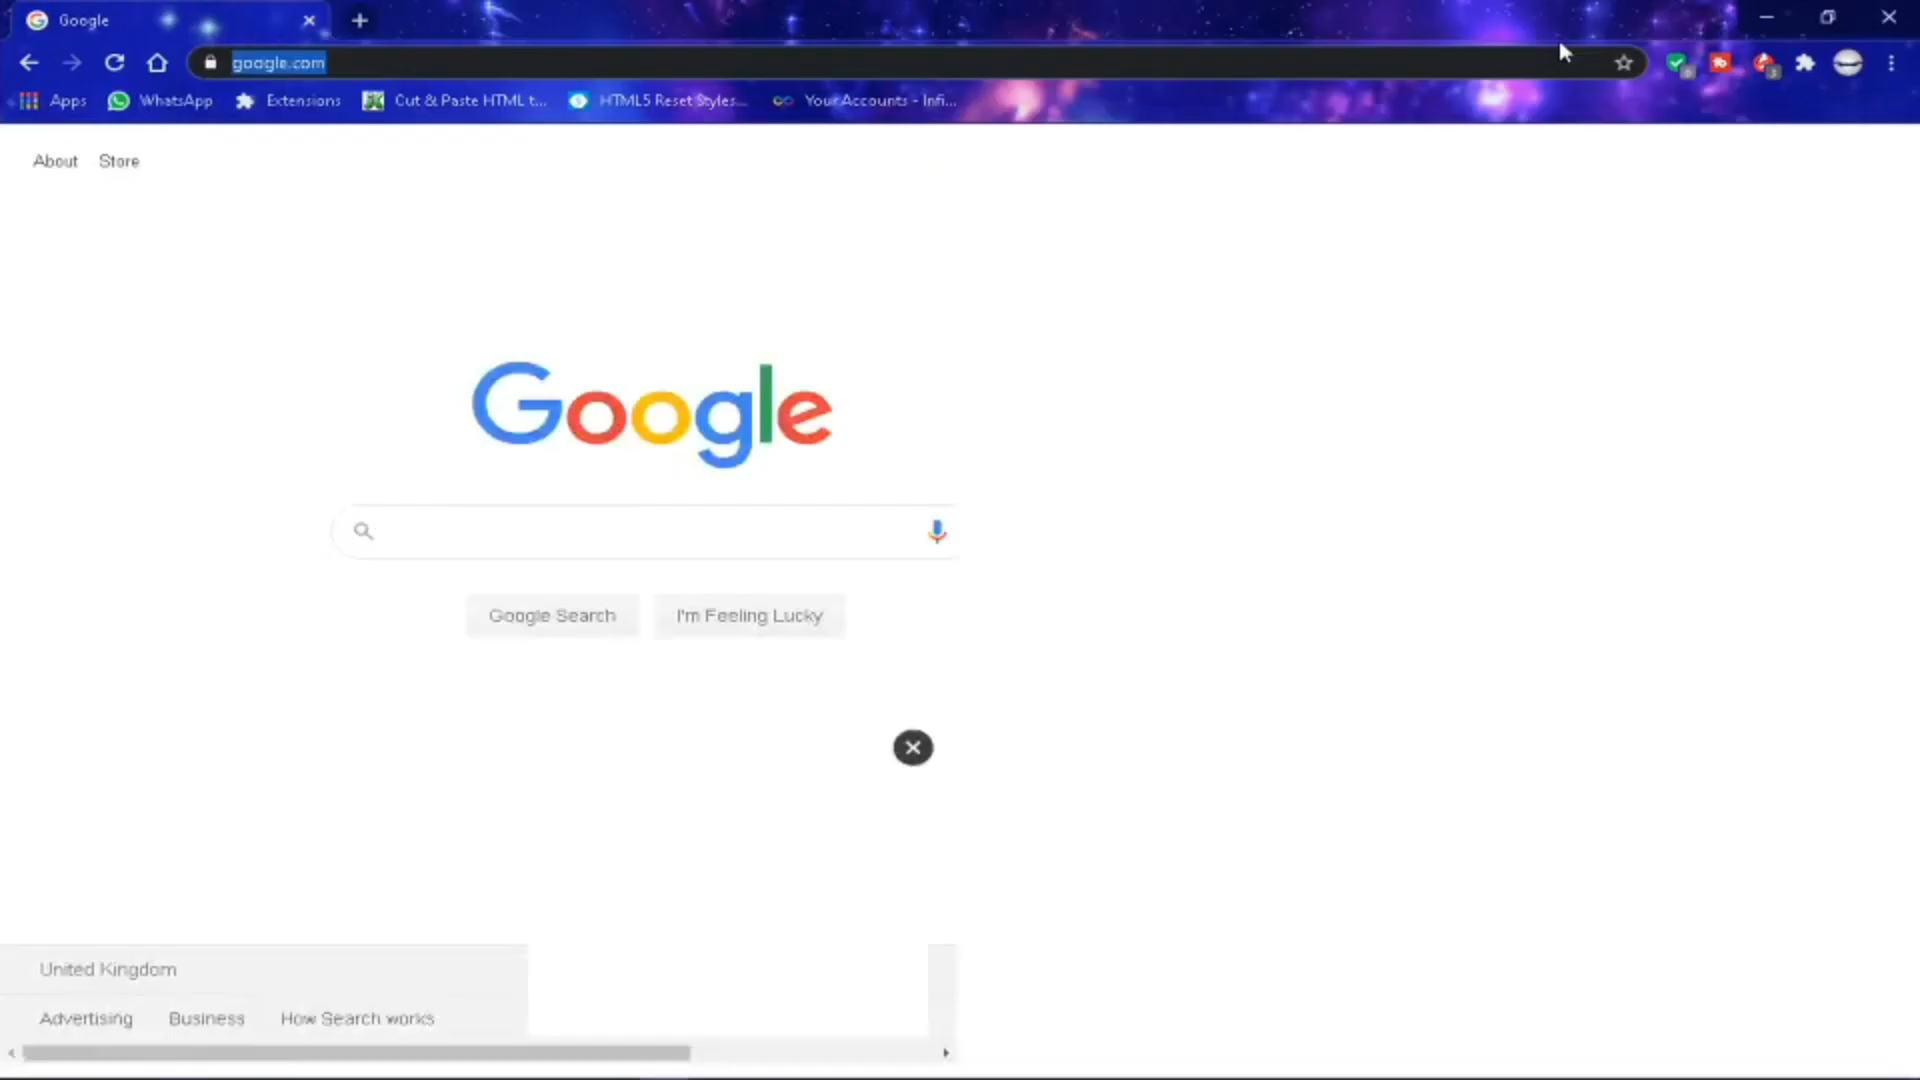 Google
google.com
Apps WhatsApp Extensions Cut & Paste HTML t... HTML5 Reset Styles... Your Accounts - Infi...
About Store
Google
Google Search I'm Feeling Lucky
United Kingdom
Advertising Business How Search works